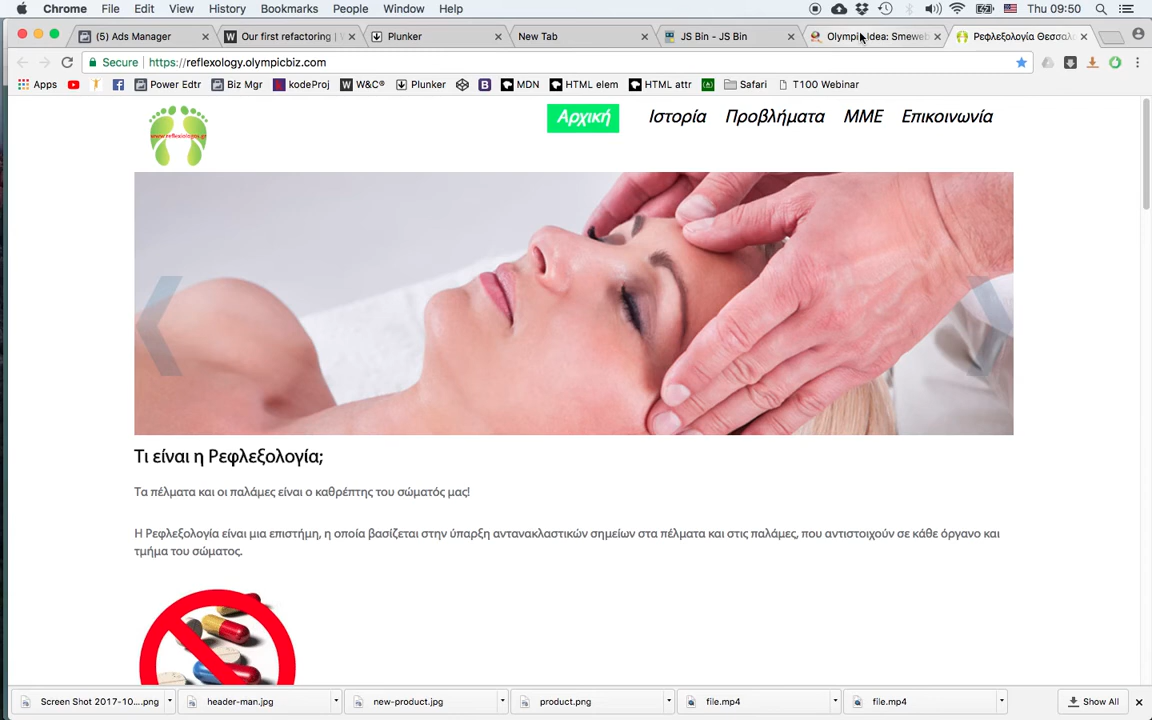 Chrome File Edit View History Bookmarks People Window Help Thu 09:50
(5) Ads Manager Our first refactoring | Plunker New Tab JS Bin - JS Bin Ρεφλεξολογία Θεσσαλ
Secure https://reflexology.olympicbiz.com
Apps Power Edtr Biz Mgr kodeProj W&C® Plunker MDN HTML elem HTML attr Safari T100 Webinar
www.reflexologos.gr
Αρχική Ιστορία Προβλήματα ΜΜΕ Επικοινωνία
Τι είναι η Ρεφλεξολογία;
Τα πέλματα και οι παλάμες είναι ο καθρέπτης του σώματός μας!
Η Ρεφλεξολογία είναι μια επιστήμη, η οποία βασίζεται στην ύπαρξη αντανακλαστικών σημείων στα πέλματα και στις παλάμες, που αντιστοιχούν σε κάθε όργανο και
τμήμα του σώματος.
Screen Shot 2017-10....png header-man.jpg new-product.jpg product.png file.mp4 file.mp4 Show All